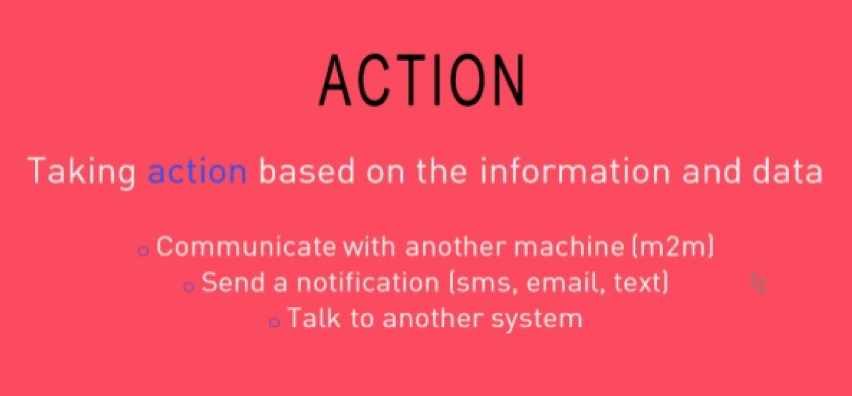 ACTION
Taking action based on the information and data
Communicate with another machine (m2m)
Send a notification (sms, email, text)
Talk to another system